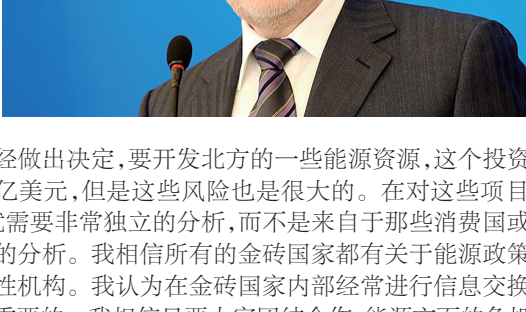 经做出决定,要开发北方的一些能源资源,这个投资
亿美元,但是这些风险也是很大的。在对这些项目
需要非常独立的分析,而不是来自于那些消费国或
的分析。我相信所有的金砖国家都有关于能源政策
性机构。我认为在金砖国家内部经常进行信息交换